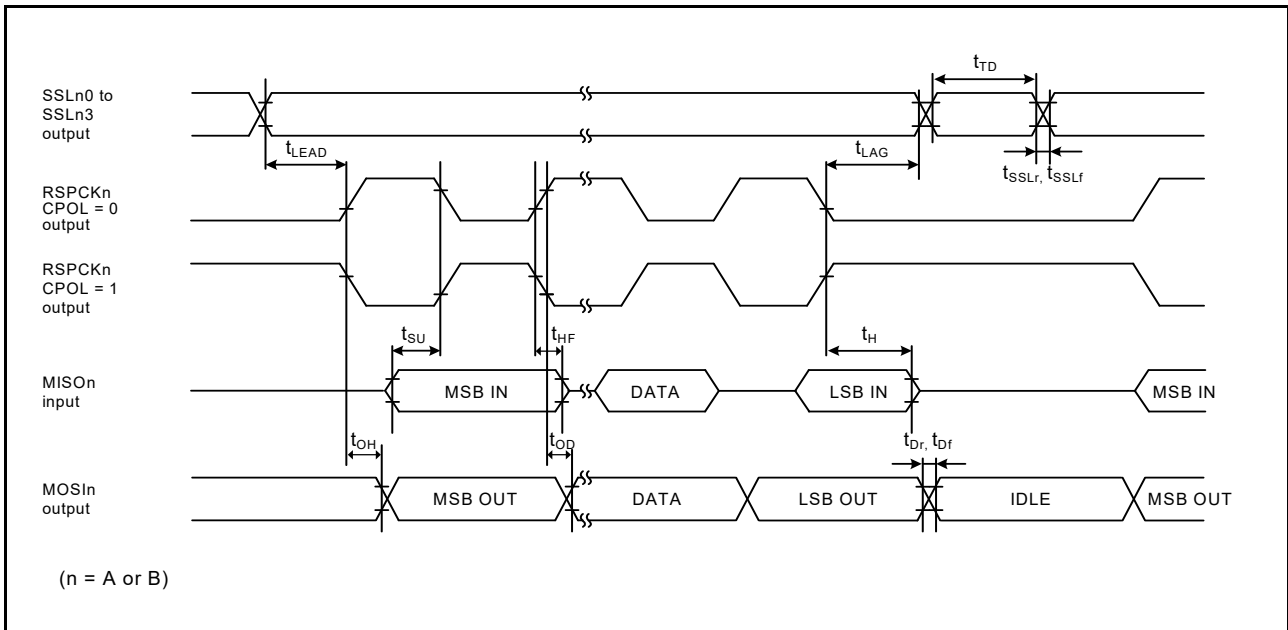 t_TD
SSLn0 to
SSLn3
output
t_LEAD
t_LAG
t_SSLr, t_SSLf
RSPCKn
CPOL = 0
output
RSPCKn
CPOL = 1
output
t_SU
t_HF
t_H
MISOn
input
MSB IN
DATA
LSB IN
MSB IN
t_OH
t_OD
t_Dr, t_Df
MOSIn
output
MSB OUT
DATA
LSB OUT
IDLE
MSB OUT
(n = A or B)